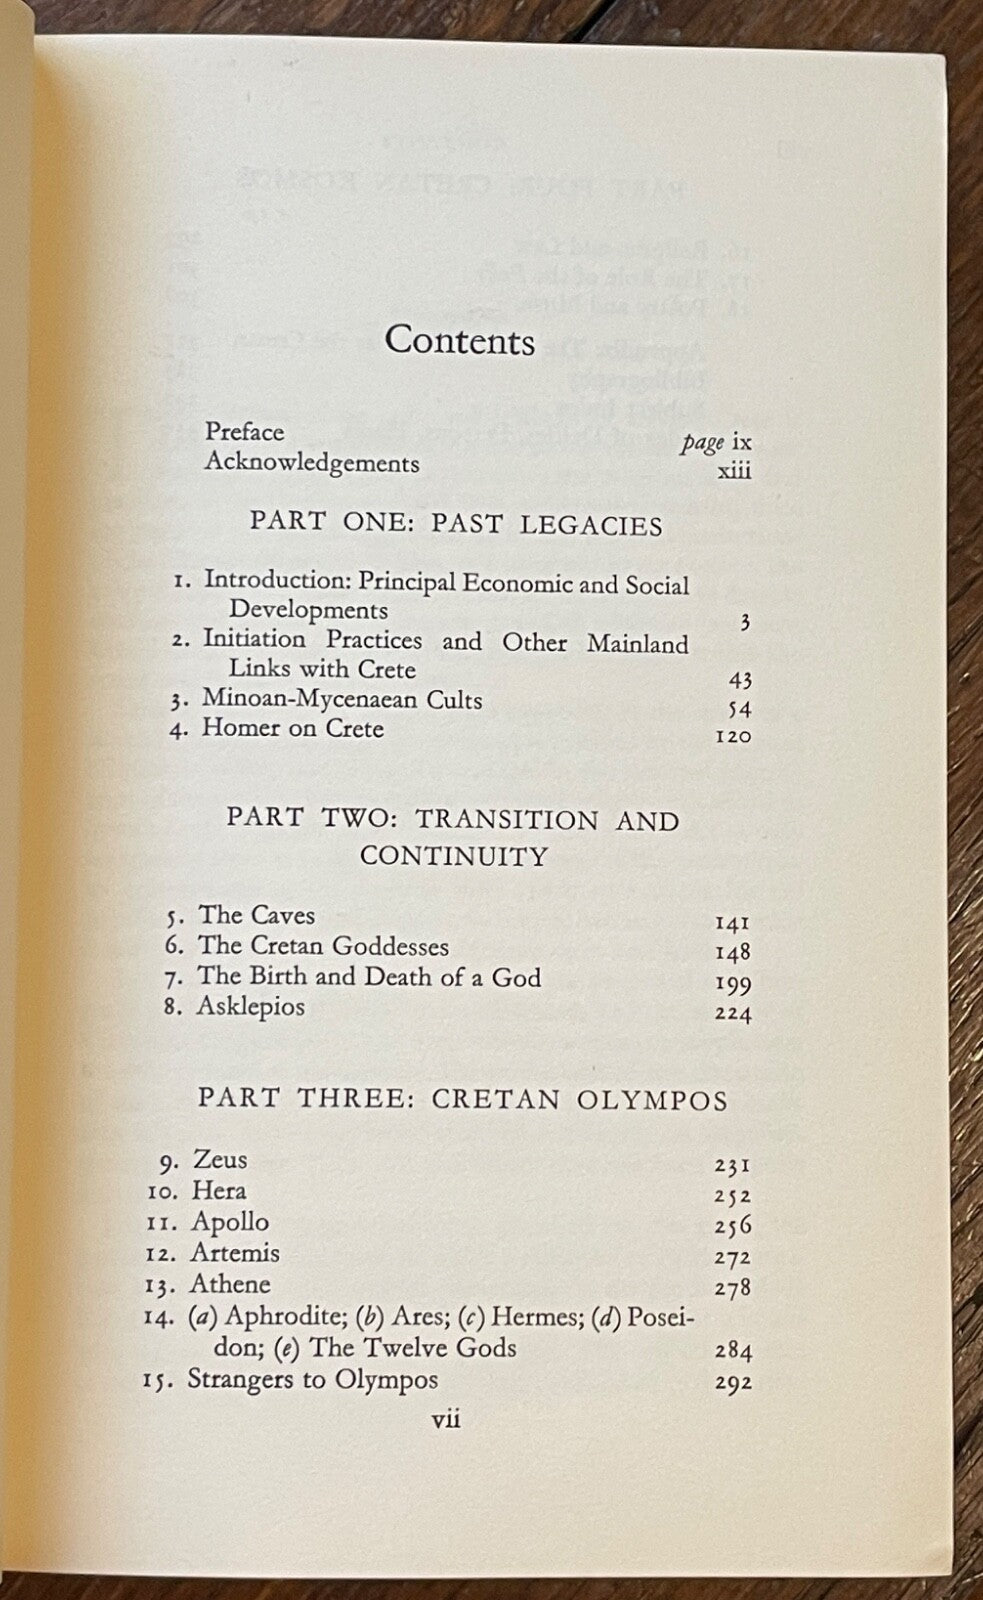 Contents
Preface page ix
Acknowledgements xiii
PART ONE: PAST LEGACIES
1. Introduction: Principal Economic and Social
Developments 3
2. Initiation Practices and Other Mainland
Links with Crete 43
3. Minoan-Mycenaean Cults 54
4. Homer on Crete 120
PART TWO: TRANSITION AND
CONTINUITY
5. The Caves 141
6. The Cretan Goddesses 148
7. The Birth and Death of a God 199
8. Asklepios 224
PART THREE: CRETAN OLYMPOS
9. Zeus 231
10. Hera 252
11. Apollo 256
12. Artemis 272
13. Athene 278
14. (a) Aphrodite; (b) Ares; (c) Hermes; (d) Posei-
don; (e) The Twelve Gods 284
15. Strangers to Olympos 292
vii